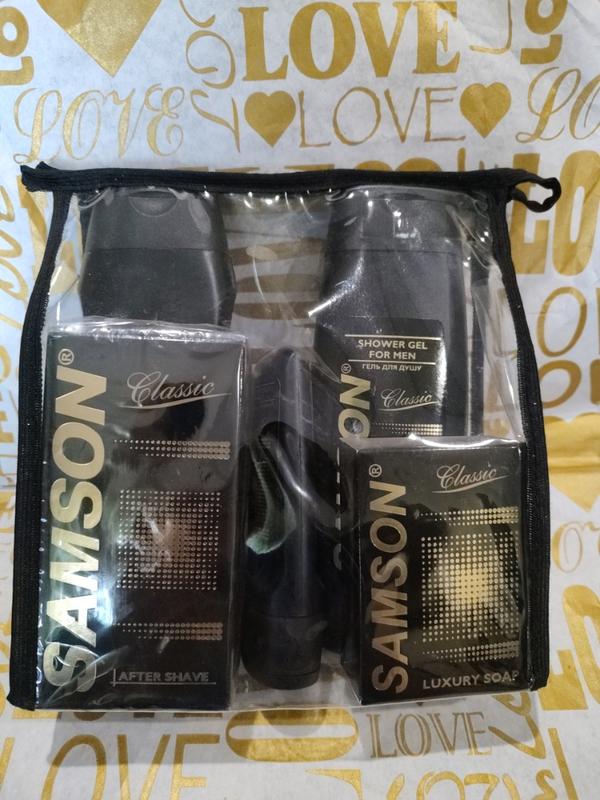 LOVE
LOVE
LOVE
SHOWER GEL
FOR MEN
ГЕЛЬ ДЛЯ ДУШУ
Classic
SAMSON®
Classic
AFTER SHAVE
SAMSON®
Classic
LUXURY SOAP
LOVE
LOVE